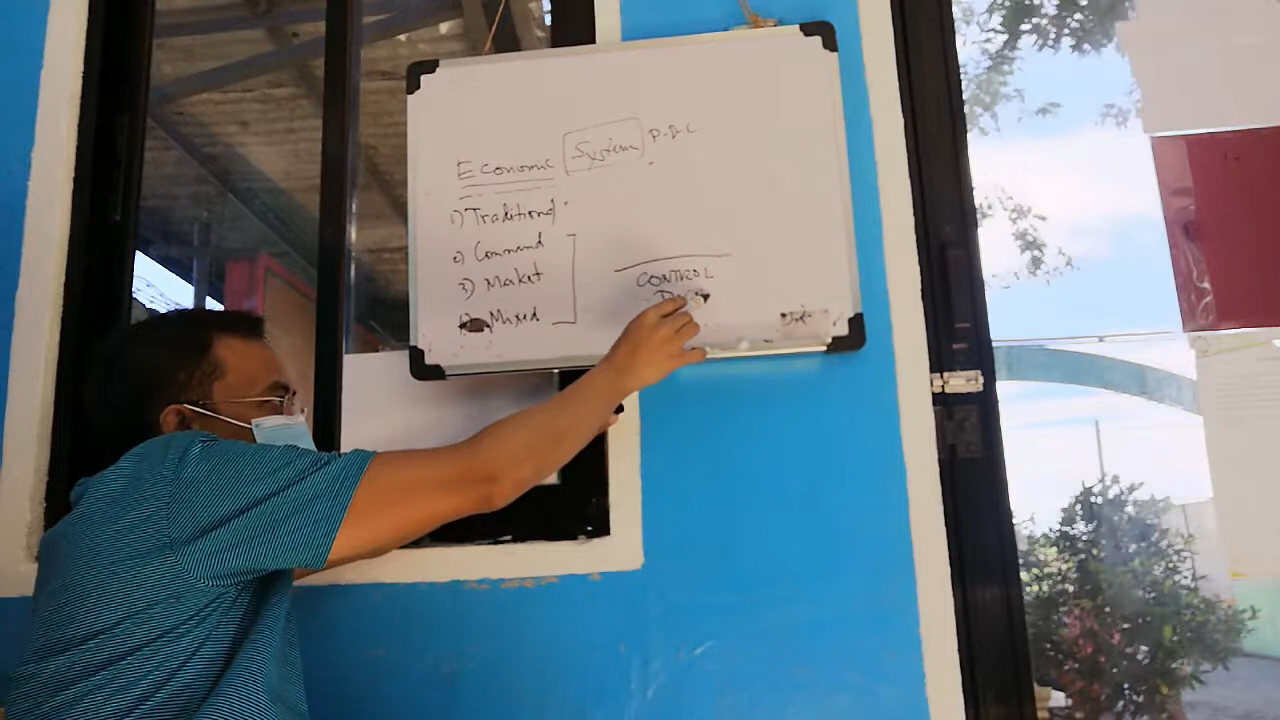 Economic System P-D-C
1) Traditional
2) Command
3) Market
Mixed
CONTROL